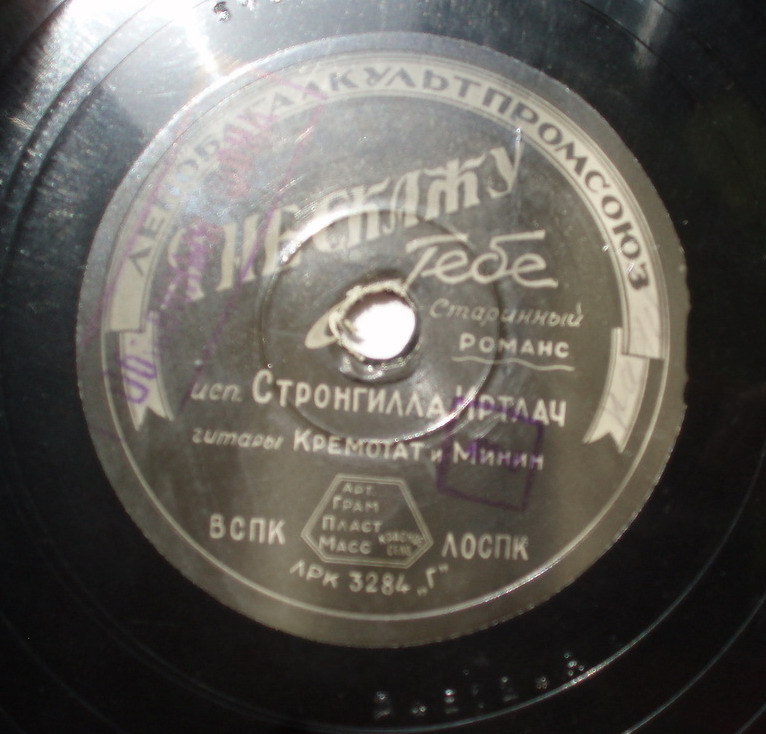 ЛЕНОБЛКАККУЛЬТПРОМСОЮЗ
Я НЕ СКАЖУ
Тебе
Старинный
РОМАНС
исп. СТРОНГИЛЛА ИРТЛАЧ
гитары КРЕМОТАТ и МИНИН
АРТ.
ГРАМ
ПЛАСТ
МАСС
ВСПК
ЛОСПК
ЛРК 3284 „Г"